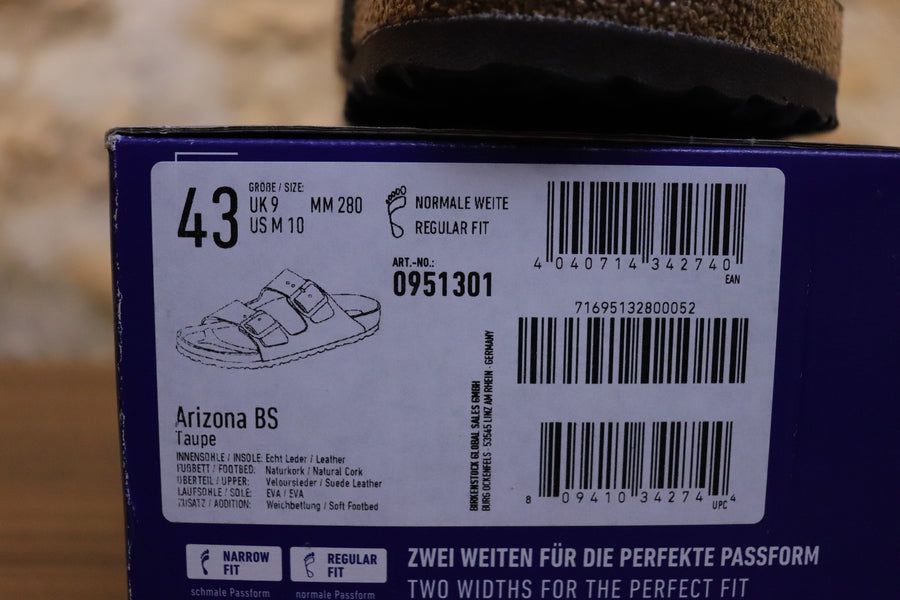 43
GRÖßE / SIZE:
UK 9 MM 280
US M 10
NORMALE WEITE
REGULAR FIT
ART.-NO.:
0951301
4 040714 342740
EAN
71695132800052
Arizona BS
Taupe
INNENSOHLE / INSOLE: Echt Leder / Leather
FUßBETT / FOOTBED: Naturkork / Natural Cork
OBERTEIL / UPPER: Veloursleder / Suede Leather
LAUFSOHLE / SOLE: EVA / EVA
ZUSATZ / ADDITION: Weichbettung / Soft Footbed
BIRKENSTOCK GLOBAL SALES GMBH
BURG OCKENFELS · 53545 LINZ AM RHEIN · GERMANY
8 09410 34274 4
UPC
NARROW
FIT
schmale Passform
REGULAR
FIT
normale Passform
ZWEI WEITEN FÜR DIE PERFEKTE PASSFORM
TWO WIDTHS FOR THE PERFECT FIT